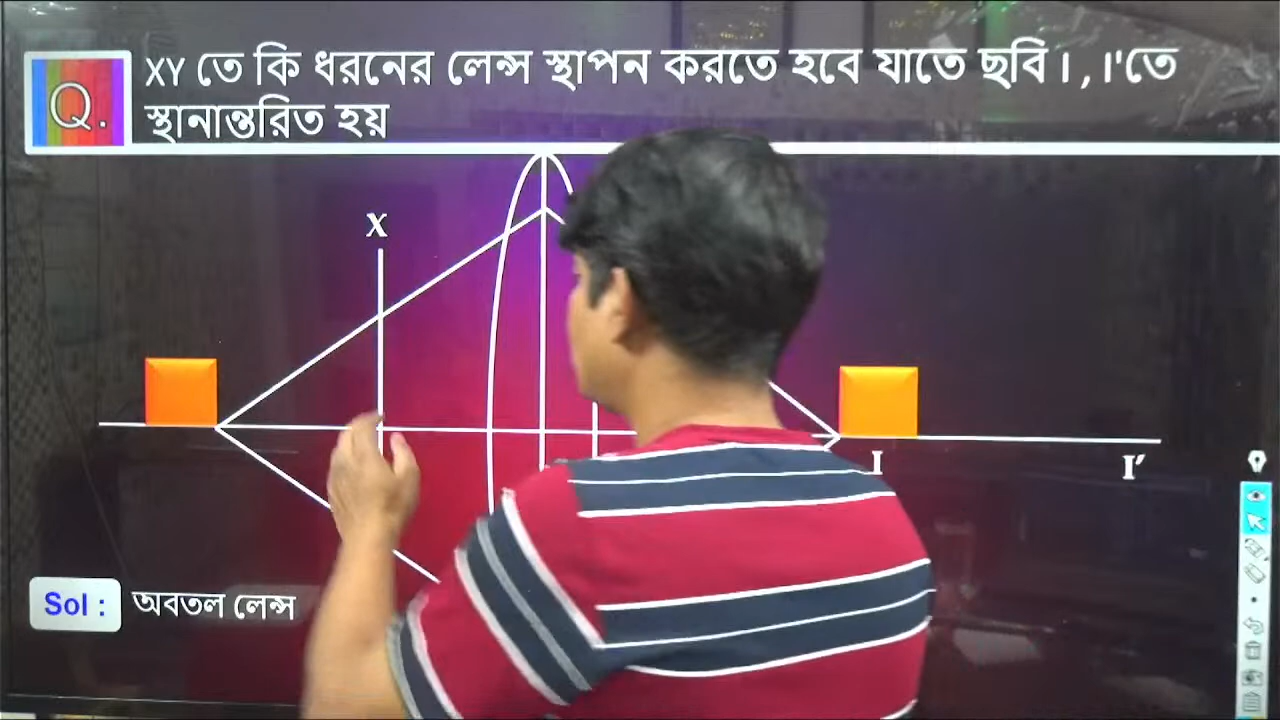 Q.
XY তে কি ধরনের লেন্স স্থাপন করতে হবে যাতে ছবি।,।'তে
স্থানান্তরিত হয়
X
I
I′
Sol : অবতল লেন্স